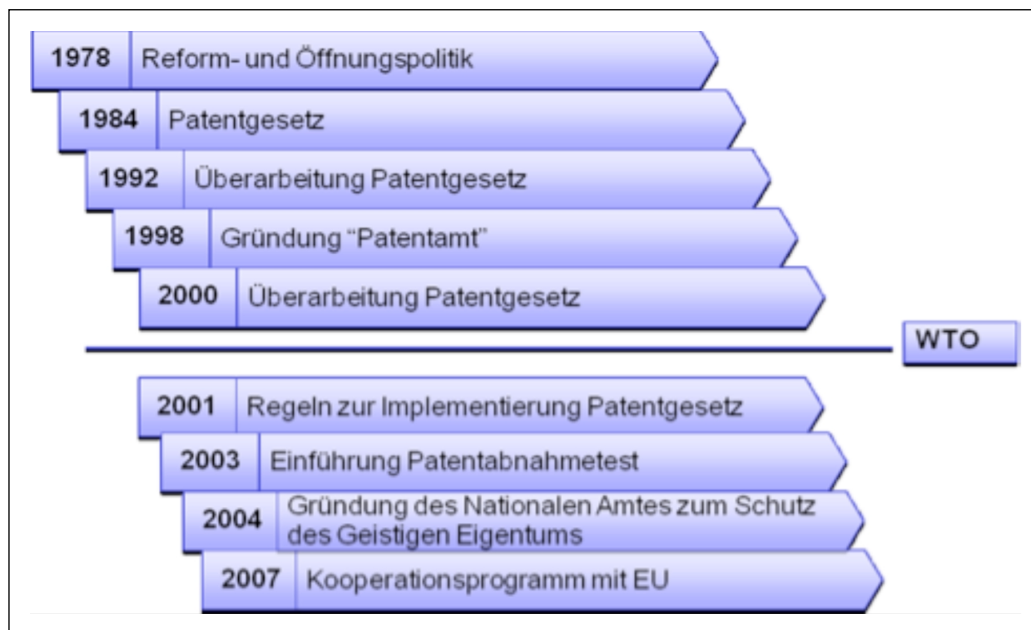 1978 Reform- und Öffnungspolitik
1984 Patentgesetz
1992 Überarbeitung Patentgesetz
1998 Gründung “Patentamt”
2000 Überarbeitung Patentgesetz
WTO
2001 Regeln zur Implementierung Patentgesetz
2003 Einführung Patentabnahmetest
2004 Gründung des Nationalen Amtes zum Schutz
des Geistigen Eigentums
2007 Kooperationsprogramm mit EU